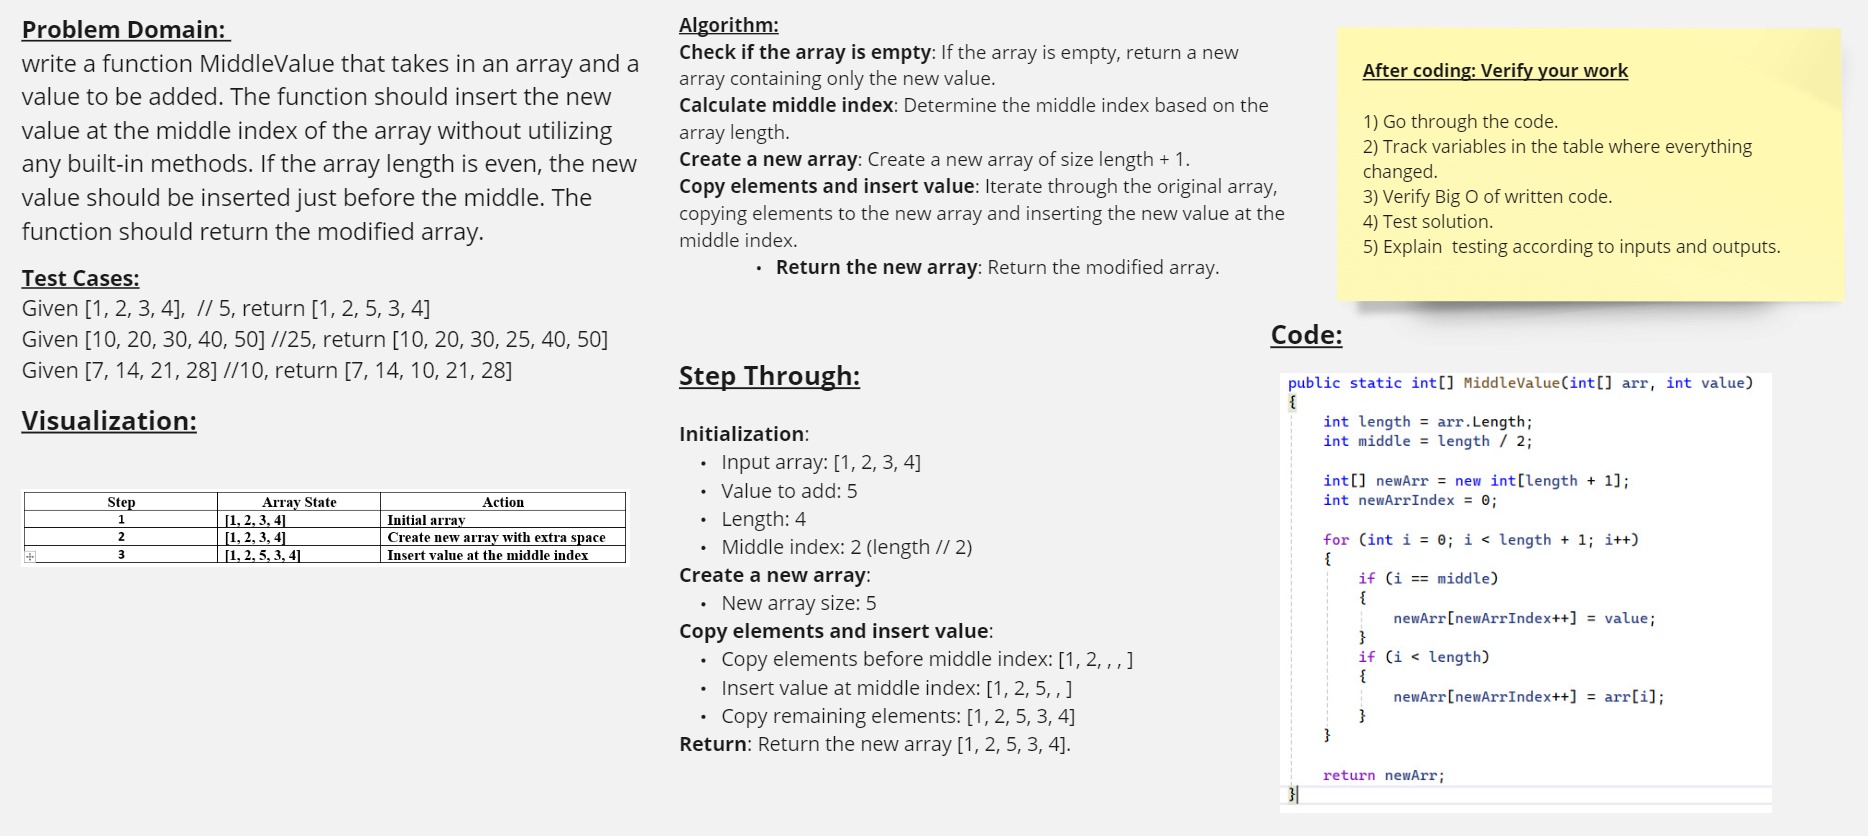 Problem Domain:
write a function MiddleValue that takes in an array and a
value to be added. The function should insert the new
value at the middle index of the array without utilizing
any built-in methods. If the array length is even, the new
value should be inserted just before the middle. The
function should return the modified array.
Test Cases:
Given [1, 2, 3, 4],  // 5, return [1, 2, 5, 3, 4]
Given [10, 20, 30, 40, 50] //25, return [10, 20, 30, 25, 40, 50]
Given [7, 14, 21, 28] //10, return [7, 14, 10, 21, 28]
Visualization:
Step Array State Action
1 [1, 2, 3, 4] Initial array
2 [1, 2, 3, 4] Create new array with extra space
3 [1, 2, 5, 3, 4] Insert value at the middle index
Algorithm:
Check if the array is empty: If the array is empty, return a new
array containing only the new value.
Calculate middle index: Determine the middle index based on the
array length.
Create a new array: Create a new array of size length + 1.
Copy elements and insert value: Iterate through the original array,
copying elements to the new array and inserting the new value at the
middle index.
• Return the new array: Return the modified array.
Step Through:
Initialization:
• Input array: [1, 2, 3, 4]
• Value to add: 5
• Length: 4
• Middle index: 2 (length // 2)
Create a new array:
• New array size: 5
Copy elements and insert value:
• Copy elements before middle index: [1, 2, , , ]
• Insert value at middle index: [1, 2, 5, , ]
• Copy remaining elements: [1, 2, 5, 3, 4]
Return: Return the new array [1, 2, 5, 3, 4].
After coding: Verify your work
1) Go through the code.
2) Track variables in the table where everything
changed.
3) Verify Big O of written code.
4) Test solution.
5) Explain  testing according to inputs and outputs.
Code:
public static int[] MiddleValue(int[] arr, int value)
{
int length = arr.Length;
int middle = length / 2;
int[] newArr = new int[length + 1];
int newArrIndex = 0;
for (int i = 0; i < length + 1; i++)
{
if (i == middle)
{
newArr[newArrIndex++] = value;
}
if (i < length)
{
newArr[newArrIndex++] = arr[i];
}
}
return newArr;
}